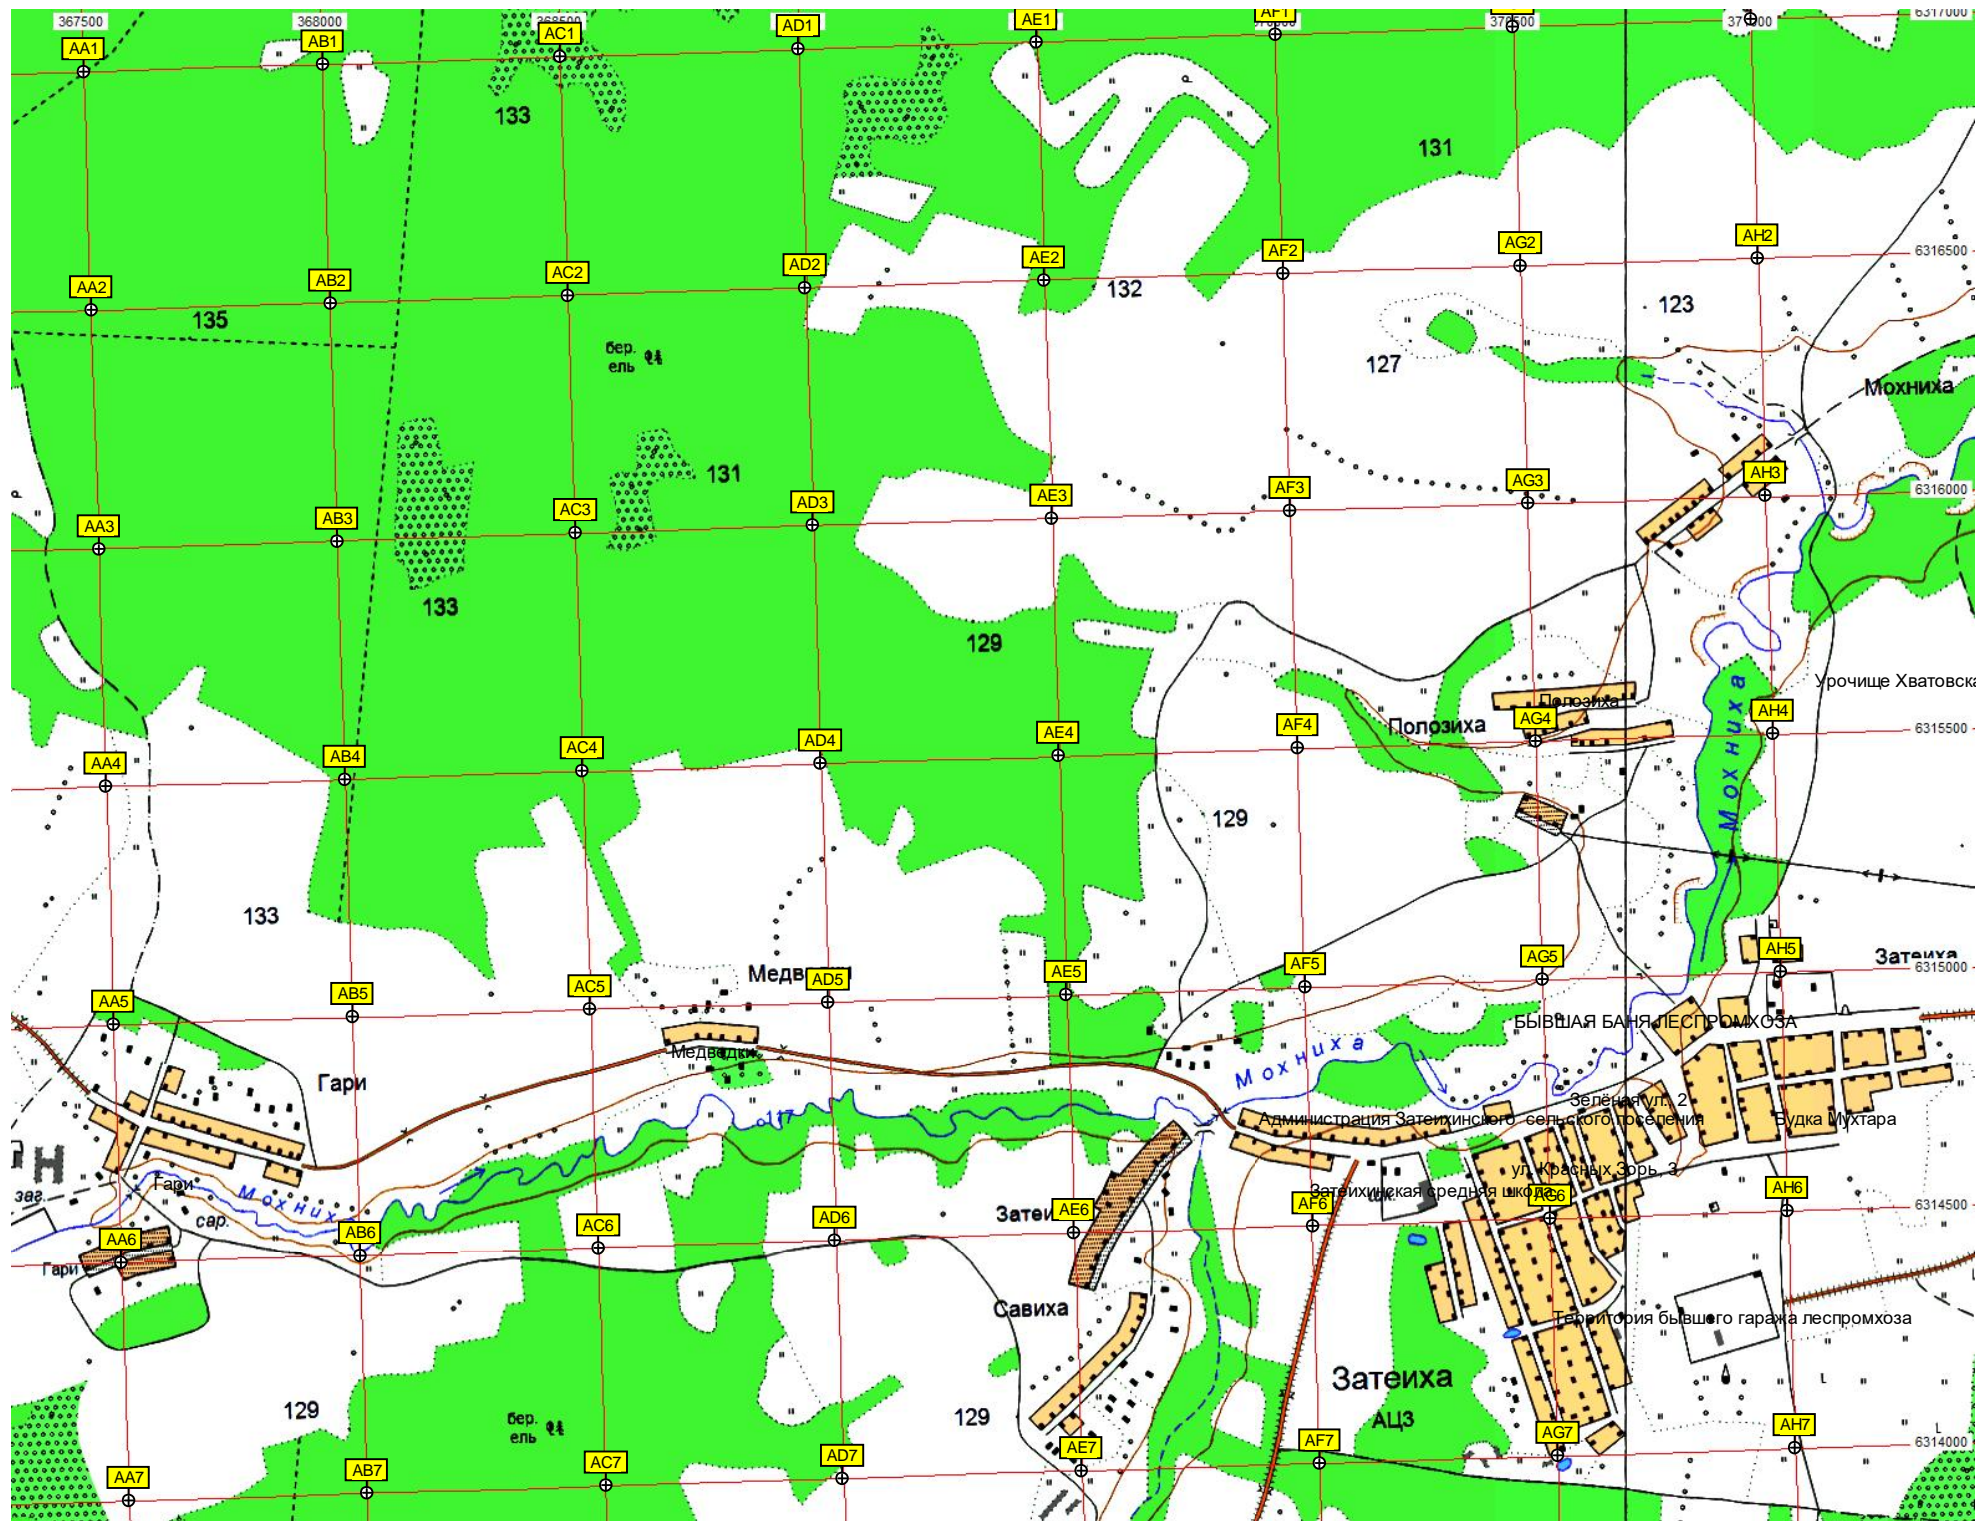 367500 368000 368500 370500 6317000
AA1 AB1 AC1 AD1 AE1 AF1
133
131
AA2 AB2 AC2 AD2 AE2 AF2 AG2 AH2 6316500
135 132 123
бер. ель
127
Мохниха
131
AA3 AB3 AC3 AD3 AE3 AF3 AG3 AH3 6316000
133
129
Урочище Хватовска
Полозиха
Полозиха
Мохниха
AA4 AB4 AC4 AD4 AE4 AF4 AG4 AH4 6315500
129
133
Затеиха
AA5 AB5 AC5 AD5 AE5 AF5 AG5 AH5 6315000
БЫВШАЯ БАНЯ ЛЕСПРОМХОЗА
Медведки
Мохниха
Гари
Зелёная ул., 2
117
Администрация Затеихинского сельского поселения
Будка Мухтара
ул. Красных Зорь, 3
Гари
Затеихинская средняя школа
заг.
Н
сар.
AA6 AB6 AC6 AD6 AE6 AF6 AG6 AH6 6314500
Гари
Савиха
Территория бывшего гаража леспромхоза
Затеиха
АЦЗ
129
бер. ель
129
AA7 AB7 AC7 AD7 AE7 AF7 AG7 AH7 6314000